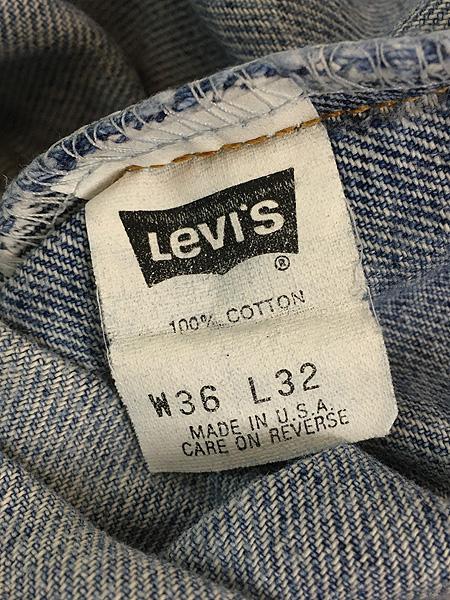 Levi's
®
100% COTTON
W36 L32
MADE IN U.S.A.
CARE ON REVERSE